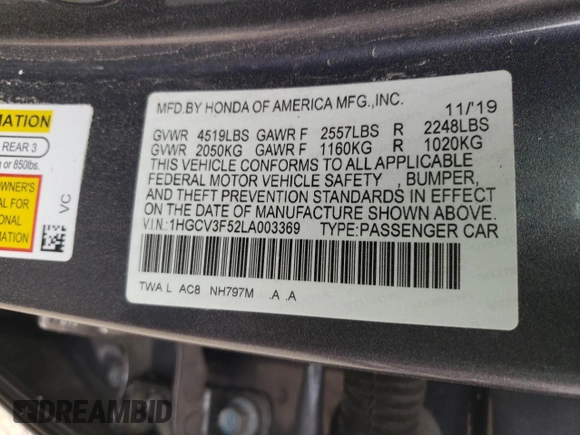 MATION
REAR 3
or 850lbs.
WNER'S
AL FOR
ONAL
ATION
VC
MFD.BY HONDA OF AMERICA MFG.,INC. 11/'19
GVWR 4519LBS GAWR F 2557LBS R 2248LBS
GVWR 2050KG GAWR F 1160KG R 1020KG
THIS VEHICLE CONFORMS TO ALL APPLICABLE
FEDERAL MOTOR VEHICLE SAFETY , BUMPER,
AND THEFT PREVENTION STANDARDS IN EFFECT
ON THE DATE OF MANUFACTURE SHOWN ABOVE.
V.I.N.:1HGCV3F52LA003369 TYPE:PASSENGER CAR
TWA L AC8 NH797M .A .A
DREAMBID